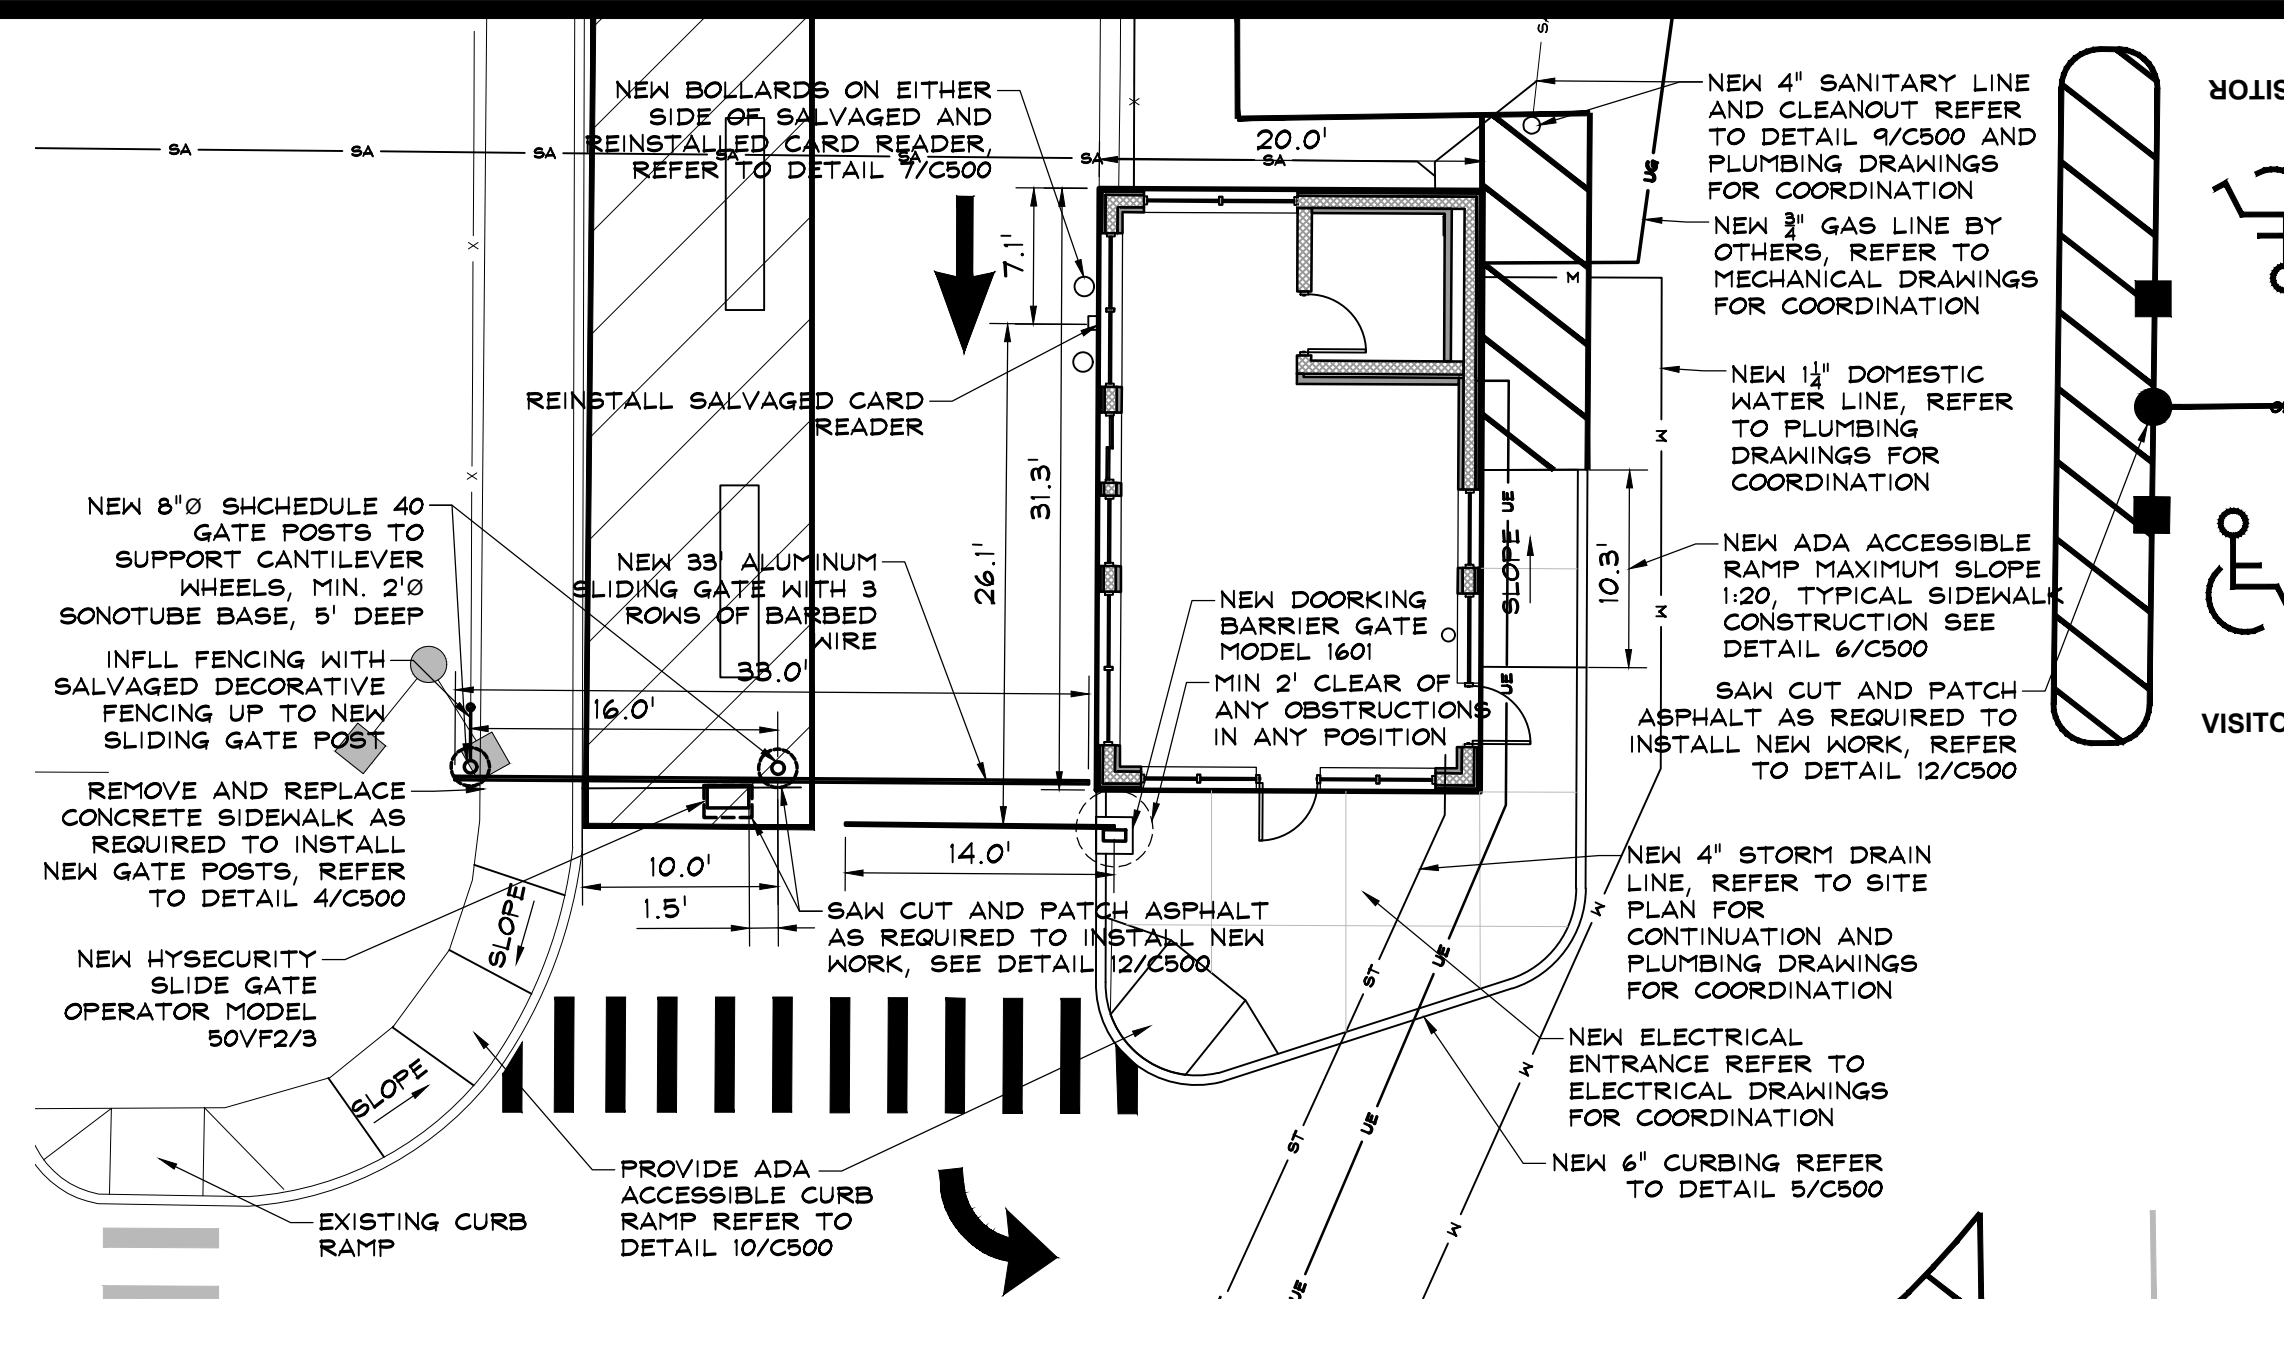 NEW BOLLARDS ON EITHER
SIDE OF SALVAGED AND
REINSTALLED CARD READER,
REFER TO DETAIL 7/C500
NEW 4" SANITARY LINE
AND CLEANOUT REFER
TO DETAIL 9/C500 AND
PLUMBING DRAWINGS
FOR COORDINATION
NEW 3/4" GAS LINE BY
OTHERS, REFER TO
MECHANICAL DRAWINGS
FOR COORDINATION
NEW 1 1/4" DOMESTIC
WATER LINE, REFER
TO PLUMBING
DRAWINGS FOR
COORDINATION
NEW ADA ACCESSIBLE
RAMP MAXIMUM SLOPE
1:20, TYPICAL SIDEWALK
CONSTRUCTION SEE
DETAIL 6/C500
SAW CUT AND PATCH
ASPHALT AS REQUIRED TO
INSTALL NEW WORK, REFER
TO DETAIL 12/C500
SA
SA
SA
SA
SA
SA
SA
SA
20.0'
7.1'
31.3'
26.1'
10.3'
UG
M
M
M
X
X
X
REINSTALL SALVAGED CARD
READER
NEW 8"Ø SHCHEDULE 40
GATE POSTS TO
SUPPORT CANTILEVER
WHEELS, MIN. 2'Ø
SONOTUBE BASE, 5' DEEP
NEW 33' ALUMINUM
SLIDING GATE WITH 3
ROWS OF BARBED
WIRE
33.0'
16.0'
INFLL FENCING WITH
SALVAGED DECORATIVE
FENCING UP TO NEW
SLIDING GATE POST
NEW DOORKING
BARRIER GATE
MODEL 1601
MIN 2' CLEAR OF
ANY OBSTRUCTIONS
IN ANY POSITION
UE
SLOPE
UE
REMOVE AND REPLACE
CONCRETE SIDEWALK AS
REQUIRED TO INSTALL
NEW GATE POSTS, REFER
TO DETAIL 4/C500
10.0'
1.5'
14.0'
SAW CUT AND PATCH ASPHALT
AS REQUIRED TO INSTALL NEW
WORK, SEE DETAIL 12/C500
NEW HYSECURITY
SLIDE GATE
OPERATOR MODEL
50VF2/3
SLOPE
SLOPE
NEW 4" STORM DRAIN
LINE, REFER TO SITE
PLAN FOR
CONTINUATION AND
PLUMBING DRAWINGS
FOR COORDINATION
NEW ELECTRICAL
ENTRANCE REFER TO
ELECTRICAL DRAWINGS
FOR COORDINATION
NEW 6" CURBING REFER
TO DETAIL 5/C500
ST
UE
M
ST
UE
M
UE
M
PROVIDE ADA
ACCESSIBLE CURB
RAMP REFER TO
DETAIL 10/C500
EXISTING CURB
RAMP
SITOR
VISITO